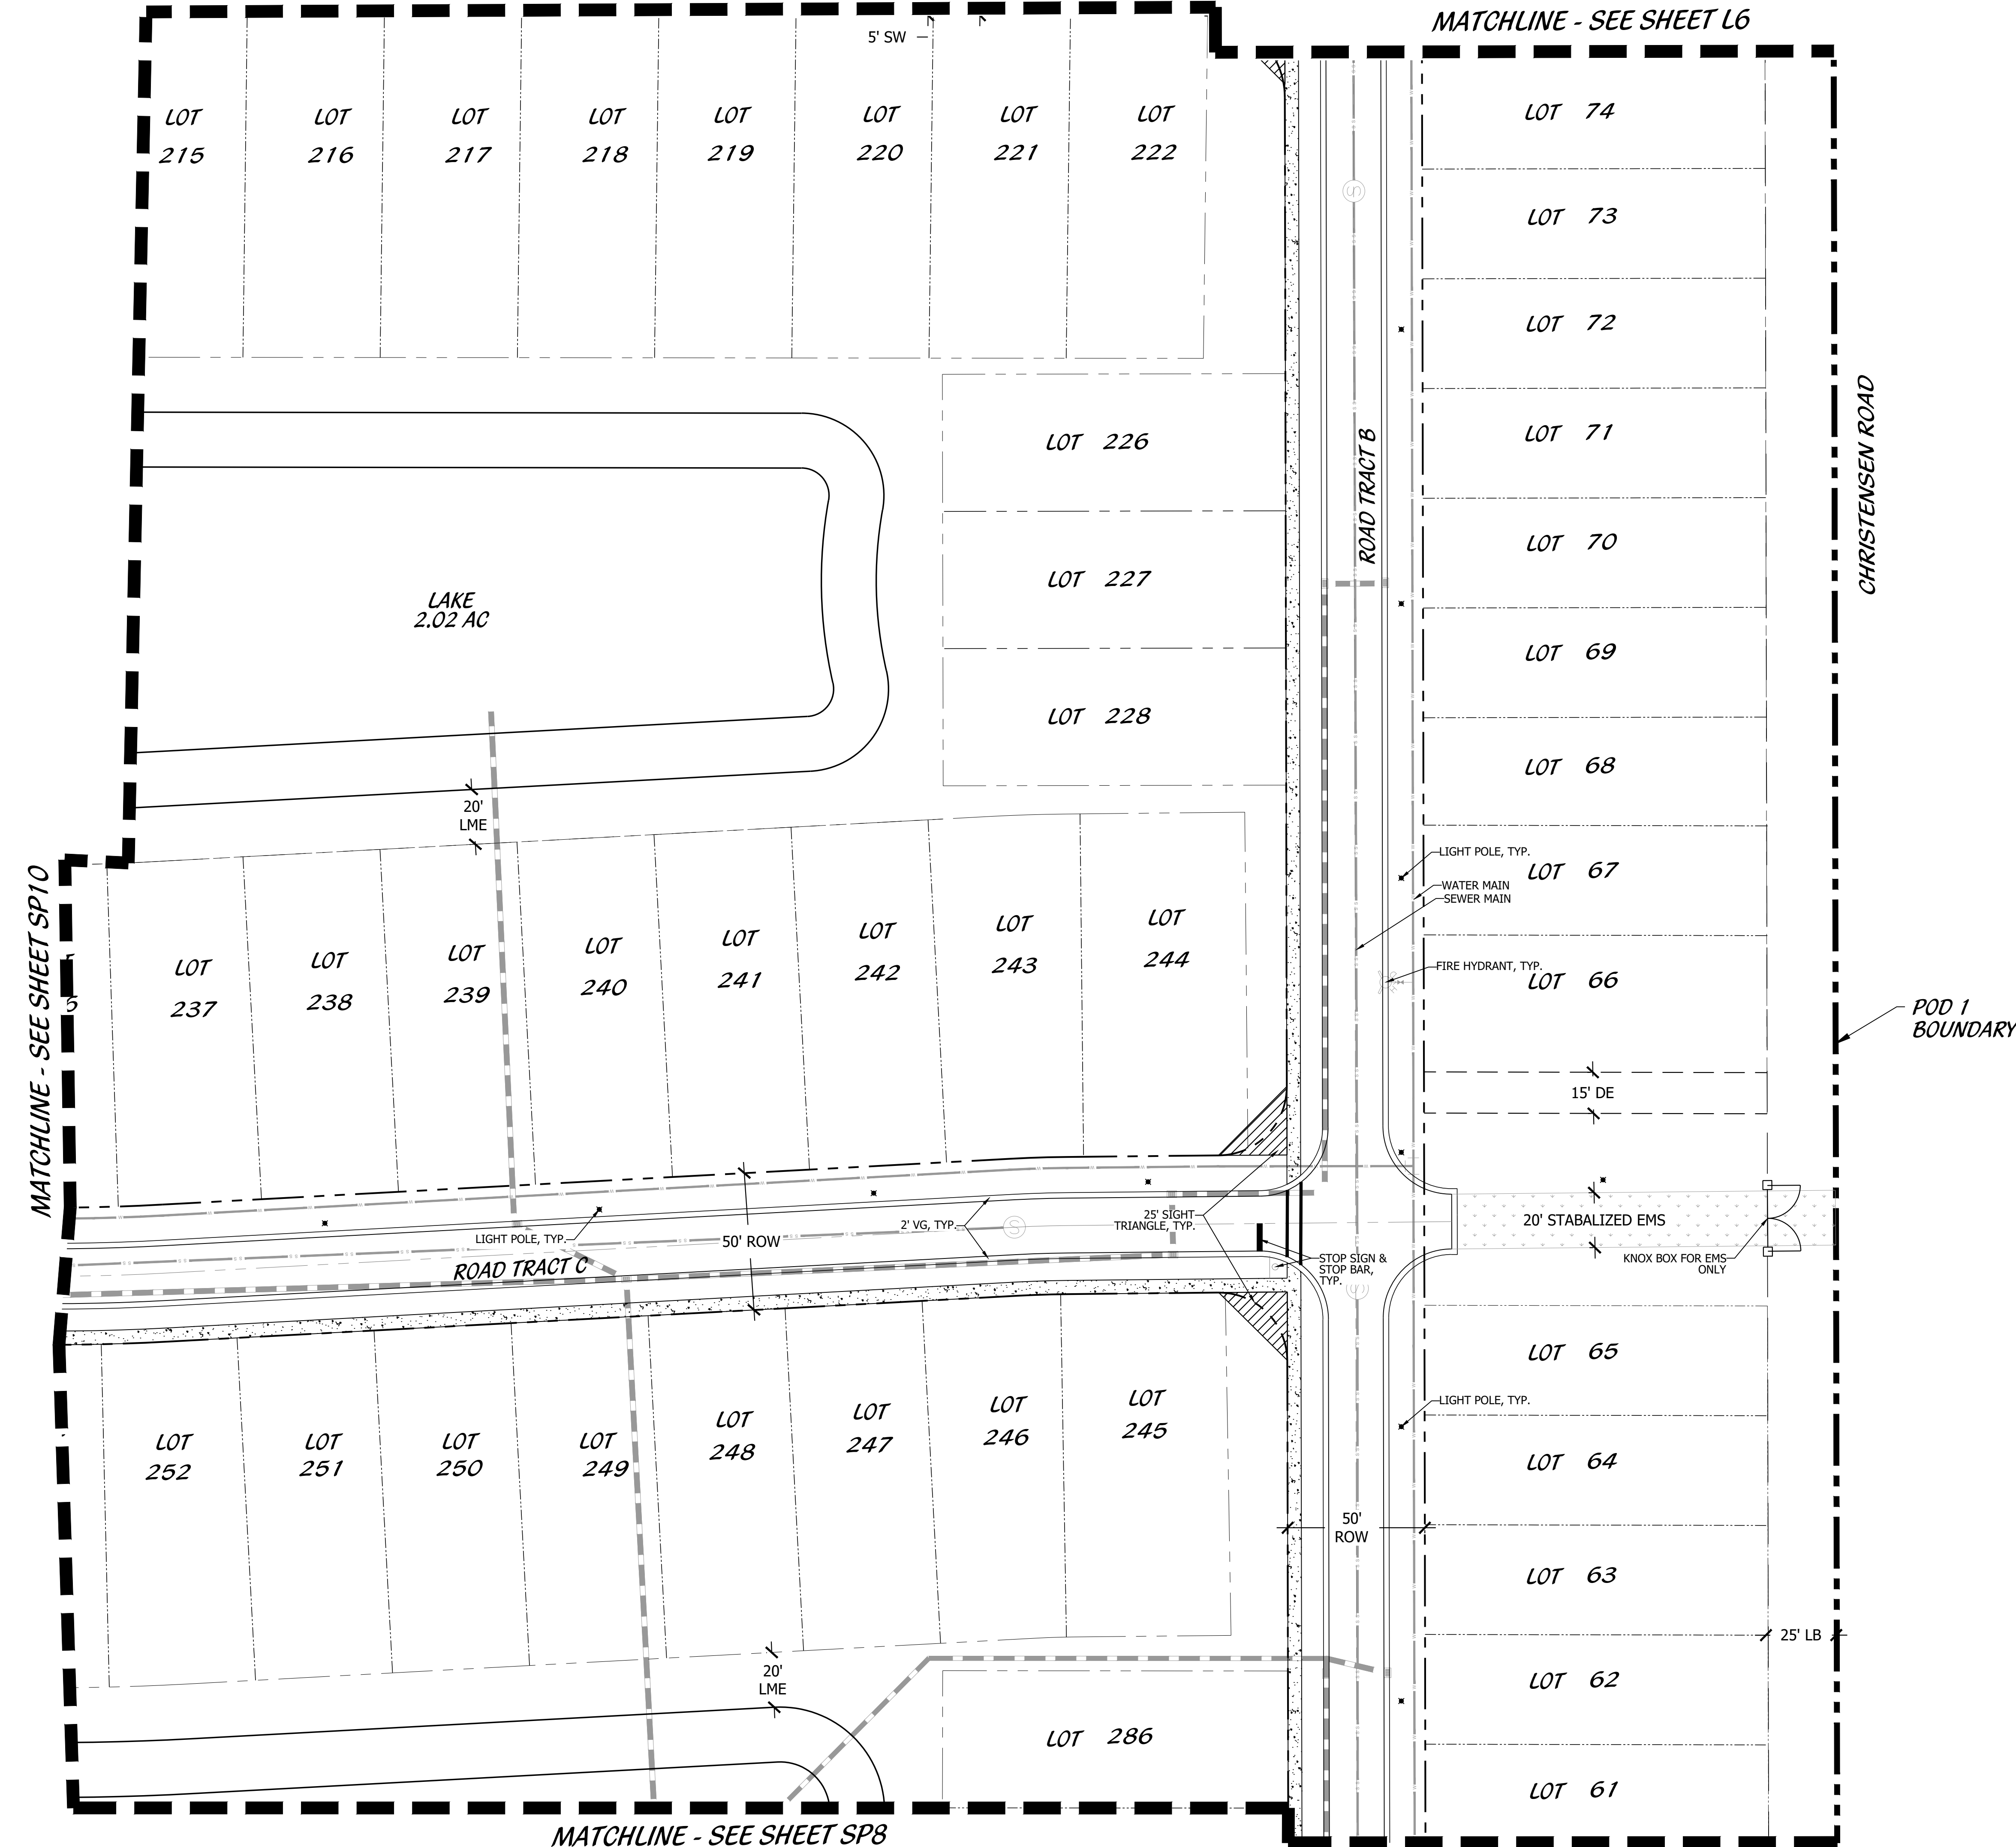 MATCHLINE - SEE SHEET L6
5' SW
LOT
215
LOT
216
LOT
217
LOT
218
LOT
219
LOT
220
LOT
221
LOT
222
LOT 74
LOT 73
LOT 72
LOT 71
LOT 70
LOT 69
LOT 68
LOT 67
LOT 66
CHRISTENSEN ROAD
ROAD TRACT B
LOT 226
LOT 227
LOT 228
LAKE
2.02 AC
20'
LME
LIGHT POLE, TYP.
WATER MAIN
SEWER MAIN
FIRE HYDRANT, TYP.
POD 1
BOUNDARY
MATCHLINE - SEE SHEET SP10
5
LOT
237
LOT
238
LOT
239
LOT
240
LOT
241
LOT
242
LOT
243
LOT
244
15' DE
20' STABALIZED EMS
KNOX BOX FOR EMS
ONLY
25' SIGHT
TRIANGLE, TYP.
2' VG, TYP.
S
S
S
LIGHT POLE, TYP.
50' ROW
ROAD TRACT C
STOP SIGN &
STOP BAR,
TYP.
LOT
252
LOT
251
LOT
250
LOT
249
LOT
248
LOT
247
LOT
246
LOT
245
LOT 65
LIGHT POLE, TYP.
LOT 64
50'
ROW
LOT 63
25' LB
LOT 62
LOT 61
20'
LME
LOT 286
MATCHLINE - SEE SHEET SP8